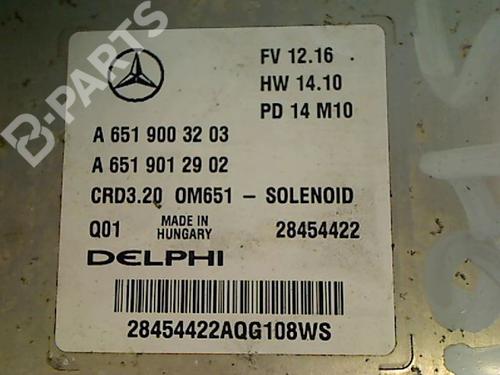 B-PARTS
FV 12.16
HW 14.10
PD 14 M10
A 651 900 32 03
A 651 901 29 02
CRD3.20 OM651 - SOLENOID
Q01 MADE IN HUNGARY 28454422
DELPHI
28454422AQG108WS